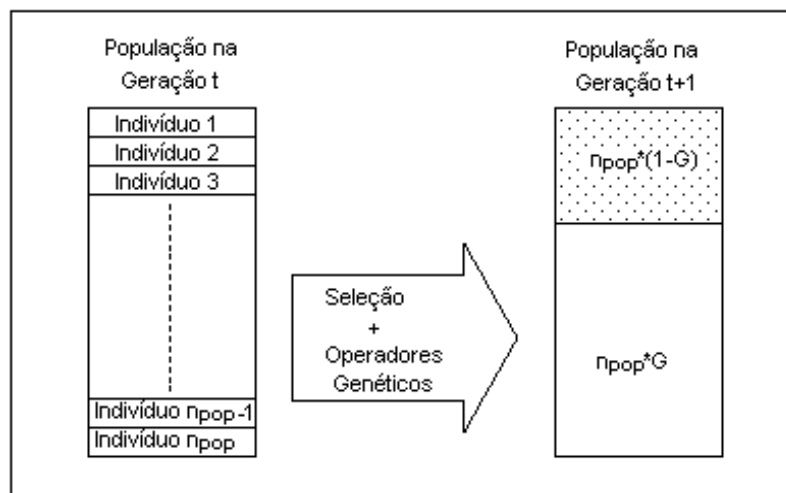 População na
Geração t
Indivíduo 1
Indivíduo 2
Indivíduo 3
Indivíduo npop-1
Indivíduo npop
Seleção
+
Operadores
Genéticos
População na
Geração t+1
npop*(1-G)
npop*G